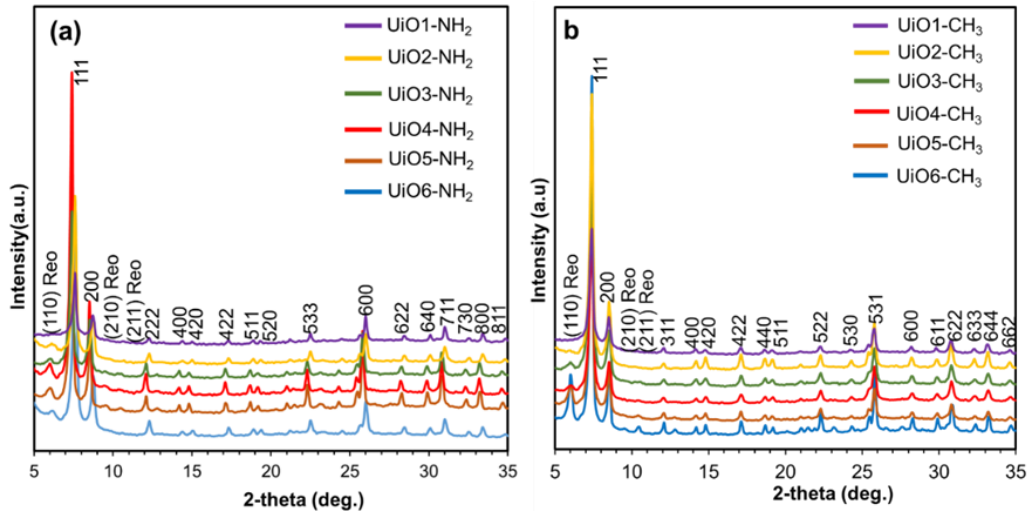 (a)
UiO1-NH₂
UiO2-NH₂
UiO3-NH₂
UiO4-NH₂
UiO5-NH₂
UiO6-NH₂
Intensity(a.u.)
(110) Reo
111
200
(210) Reo
(211) Reo
222
400
420
422
511
520
533
600
622
640
711
730
800
811
5
10
15
20
25
30
35
2-theta (deg.)
b
UiO1-CH₃
UiO2-CH₃
UiO3-CH₃
UiO4-CH₃
UiO5-CH₃
UiO6-CH₃
Intensity (a.u)
(110) Reo
111
200
(210) Reo
(211) Reo
311
400
420
422
440
511
522
530
531
600
611
622
633
644
662
5
10
15
20
25
30
35
2-theta (deg.)